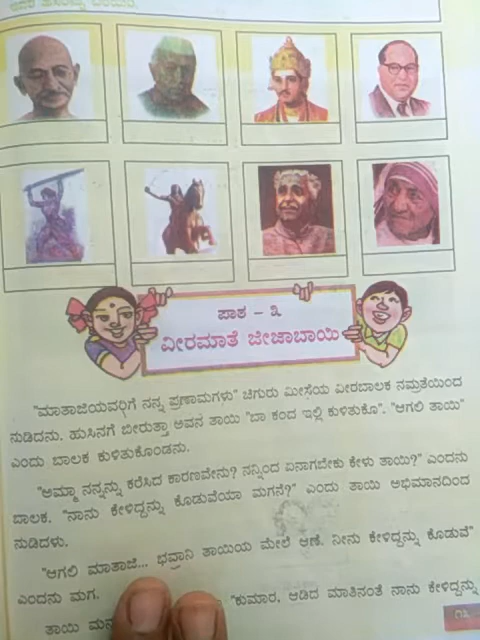 ಪಾಠ – ೩
ವೀರಮಾತೆ ಜೀಜಾಬಾಯಿ
"ಮಾತಾಜಿಯವರಿಗೆ ನನ್ನ ಪ್ರಣಾಮಗಳು" ಚಿಗುರು ಮೀಸೆಯ ವೀರಬಾಲಕ ನಮ್ರತೆಯಿಂದ
ನುಡಿದನು. ಹುಸಿನಗೆ ಬೀರುತ್ತಾ ಅವನ ತಾಯಿ "ಬಾ ಕಂದ ಇಲ್ಲಿ ಕುಳಿತುಕೊ". "ಆಗಲಿ ತಾಯಿ"
ಎಂದು ಬಾಲಕ ಕುಳಿತುಕೊಂಡನು.
"ಅಮ್ಮಾ ನನ್ನನ್ನು ಕರೆಸಿದ ಕಾರಣವೇನು? ನನ್ನಿಂದ ಏನಾಗಬೇಕು ಕೇಳು ತಾಯಿ?" ಎಂದನು
ಬಾಲಕ. "ನಾನು ಕೇಳಿದ್ದನ್ನು ಕೊಡುವೆಯಾ ಮಗನೆ?" ಎಂದು ತಾಯಿ ಅಭಿಮಾನದಿಂದ
ನುಡಿದಳು.
"ಆಗಲಿ ಮಾತಾಜಿ... ಭವಾನಿ ತಾಯಿಯ ಮೇಲೆ ಆಣೆ. ನೀನು ಕೇಳಿದ್ದನ್ನು ಕೊಡುವೆ"
ಎಂದನು ಮಗ. "ಕುಮಾರ, ಆಡಿದ ಮಾತಿನಂತೆ ನಾನು ಕೇಳಿದ್ದನ್ನು
ತಾಯಿ
೧೩